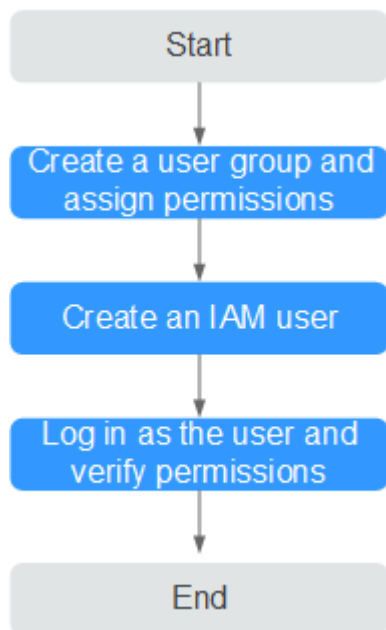 Start
Create a user group and
assign permissions
Create an IAM user
Log in as the user and
verify permissions
End